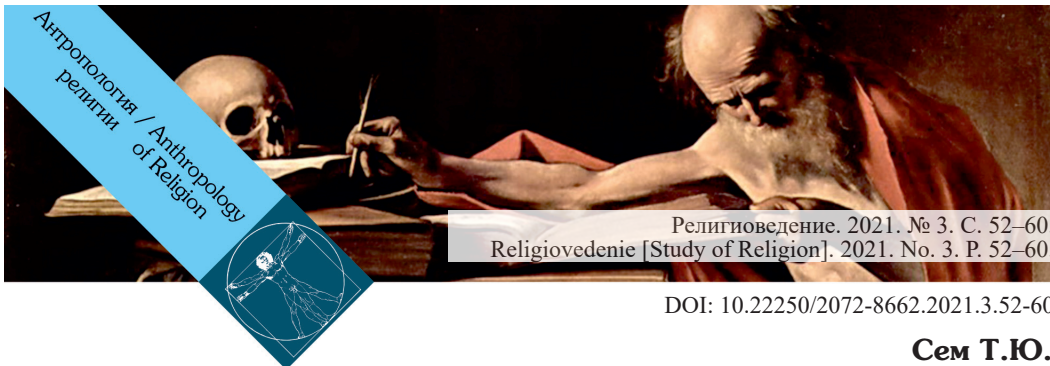 Антропология / Anthropology
религии of Religion
Религиоведение. 2021. № 3. С. 52–60
Religiovedenie [Study of Religion]. 2021. No. 3. P. 52–60
DOI: 10.22250/2072-8662.2021.3.52-60
Сем Т.Ю.